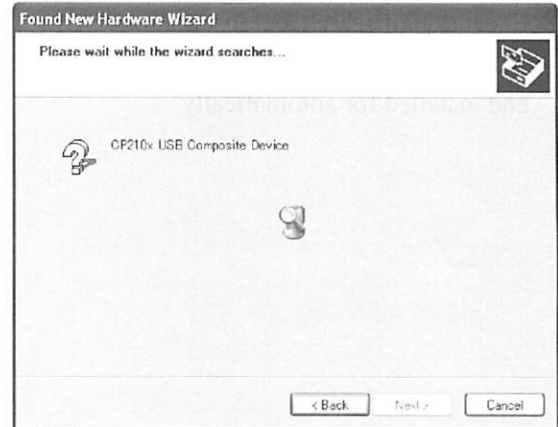 Found New Hardware Wizard
Please wait while the wizard searches...
CP210x USB Composite Device
< Back
Next >
Cancel